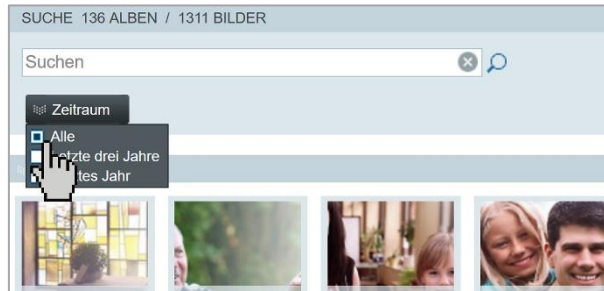 SUCHE 136 ALBEN / 1311 BILDER
Suchen
Zeitraum
Alle
drei Jahre
Jahr